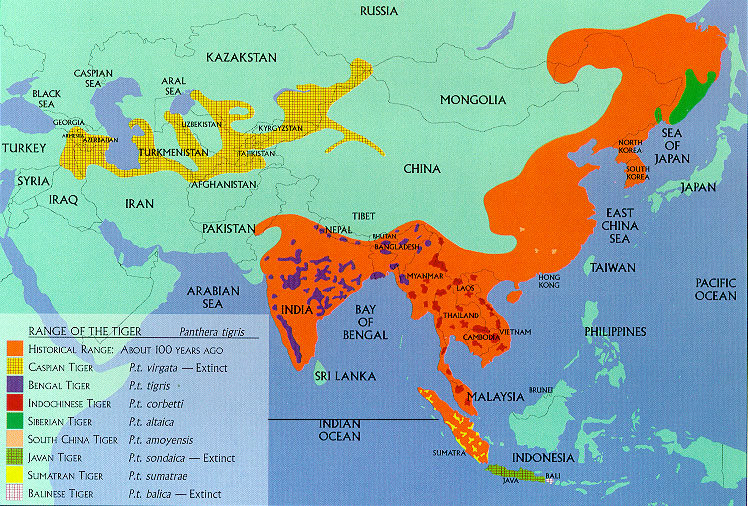 RUSSIA
KAZAKSTAN
CASPIAN
SEA
ARAL
SEA
BLACK
SEA
MONGOLIA
GEORGIA
ARMENIA
AZERBAIJAN
UZBEKISTAN
KYRGYZSTAN
TURKEY
TURKMENISTAN
TAJIKISTAN
NORTH
KOREA
SEA
OF
JAPAN
SOUTH
KOREA
CHINA
SYRIA
AFGHANISTAN
JAPAN
IRAQ
IRAN
TIBET
EAST
CHINA
SEA
PAKISTAN
NEPAL
BHUTAN
BANGLADESH
TAIWAN
HONG
KONG
MYANMAR
LAOS
ARABIAN
SEA
PACIFIC
OCEAN
INDIA
BAY
OF
BENGAL
THAILAND
VIETNAM
CAMBODIA
PHILIPPINES
SRI LANKA
MALAYSIA
BRUNEI
INDIAN
OCEAN
SUMATRA
INDONESIA
JAVA
BALI
RANGE OF THE TIGER Panthera tigris
HISTORICAL RANGE: ABOUT 100 YEARS AGO
CASPIAN TIGER P.t. virgata — EXTINCT
BENGAL TIGER P.t. tigris
INDOCHINESE TIGER P.t. corbetti
SIBERIAN TIGER P.t. altaica
SOUTH CHINA TIGER P.t. amoyensis
JAVAN TIGER P.t. sondaica — EXTINCT
SUMATRAN TIGER P.t. sumatrae
BALINESE TIGER P.t. balica — EXTINCT